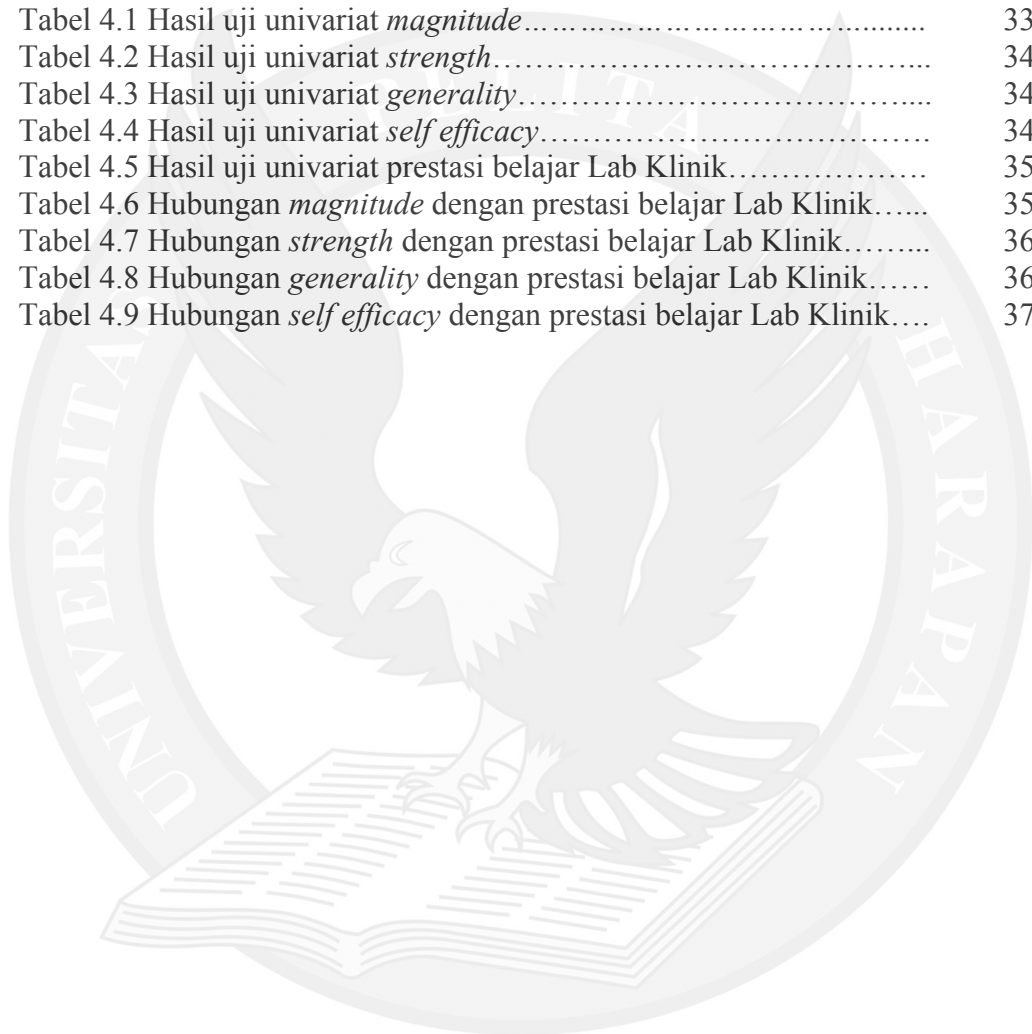 Tabel 4.1 Hasil uji univariat magnitude……………………………........... 33
Tabel 4.2 Hasil uji univariat strength………………………………….... 34
Tabel 4.3 Hasil uji univariat generality………………………………..... 34
Tabel 4.4 Hasil uji univariat self efficacy………………………………. 34
Tabel 4.5 Hasil uji univariat prestasi belajar Lab Klinik………………. 35
Tabel 4.6 Hubungan magnitude dengan prestasi belajar Lab Klinik…... 35
Tabel 4.7 Hubungan strength dengan prestasi belajar Lab Klinik……... 36
Tabel 4.8 Hubungan generality dengan prestasi belajar Lab Klinik…… 36
Tabel 4.9 Hubungan self efficacy dengan prestasi belajar Lab Klinik…. 37
UNIVERSITAS PELITA HARAPAN